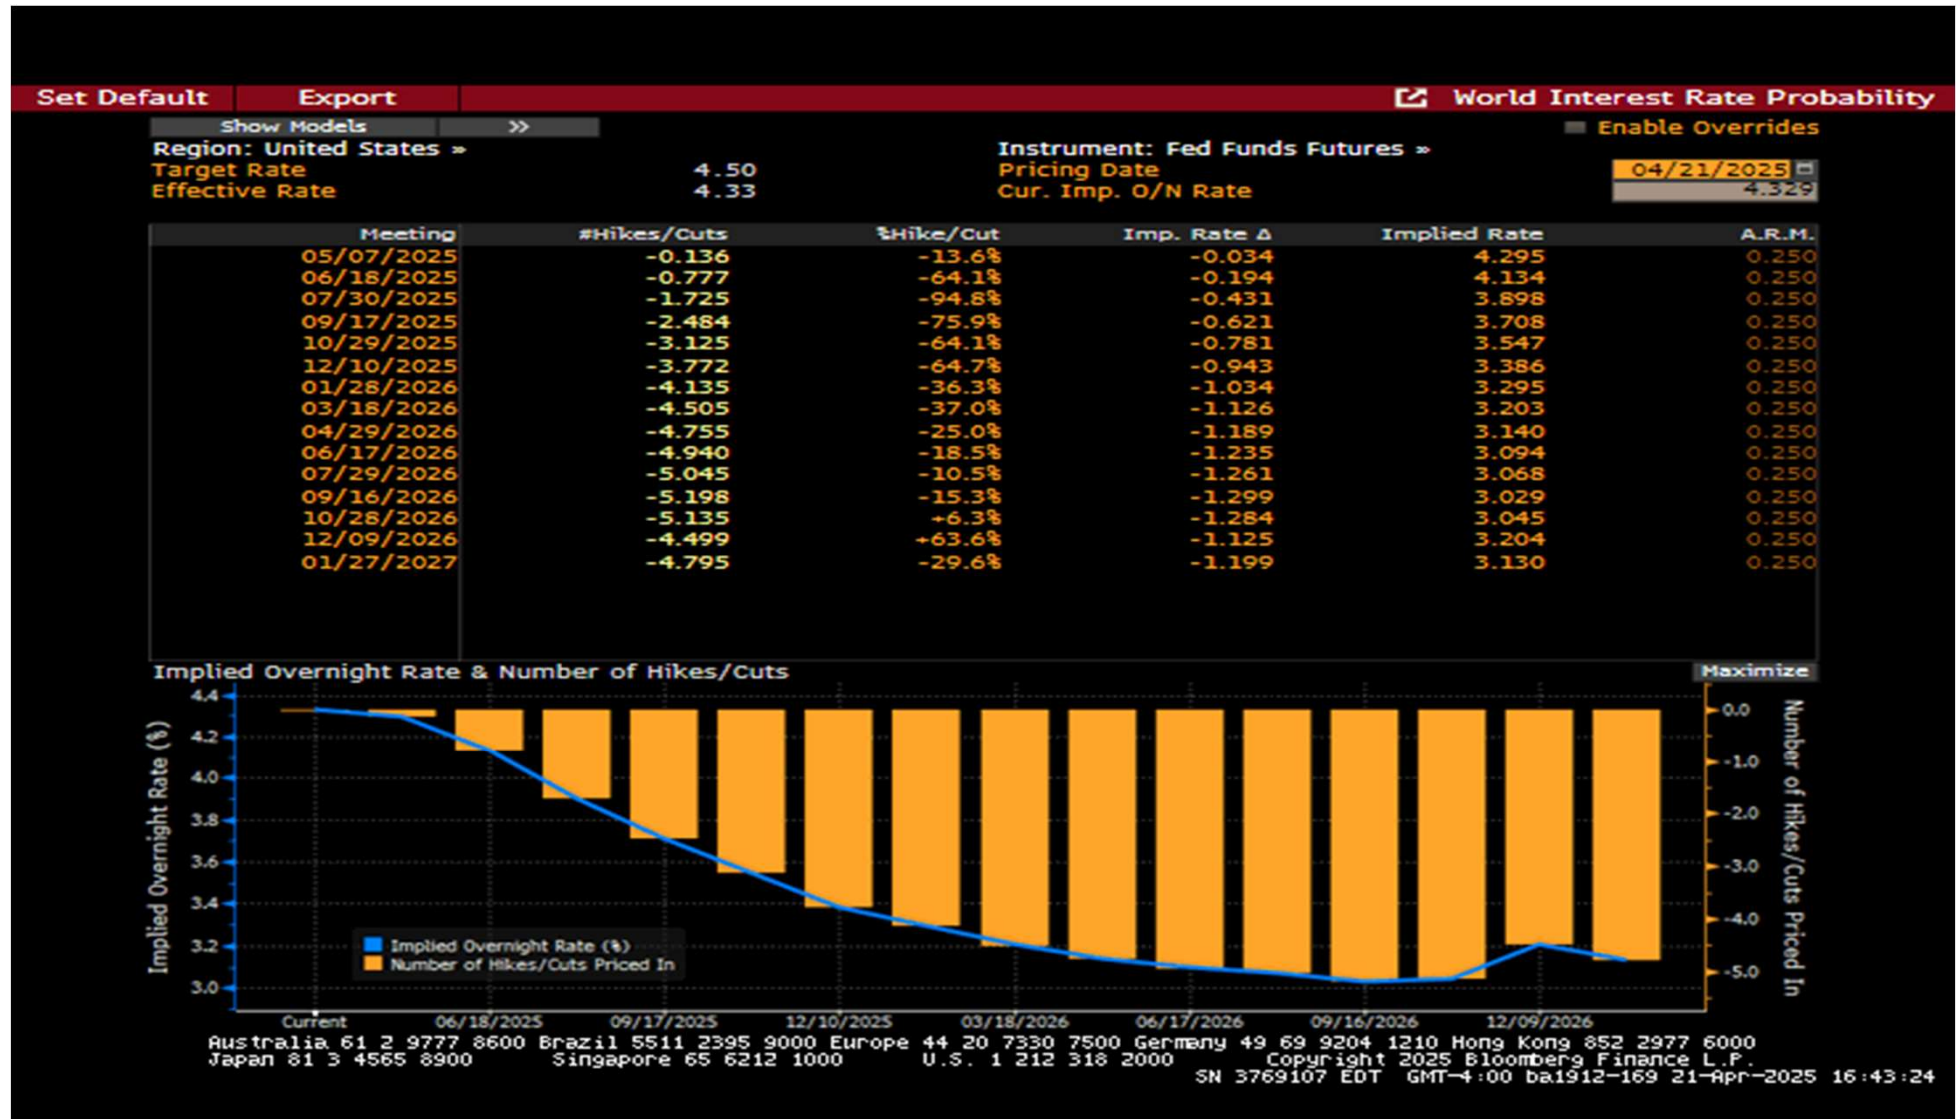 Set Default Export World Interest Rate Probability
Show Models » Enable Overrides
Region: United States » Instrument: Fed Funds Futures »
Target Rate 4.50 Pricing Date 04/21/2025
Effective Rate 4.33 Cur. Imp. O/N Rate 4.329
Meeting #Hikes/Cuts %Hike/Cut Imp. Rate Δ Implied Rate A.R.M.
05/07/2025 -0.136 -13.6% -0.034 4.295 0.250
06/18/2025 -0.777 -64.1% -0.194 4.134 0.250
07/30/2025 -1.725 -94.8% -0.431 3.898 0.250
09/17/2025 -2.484 -75.9% -0.621 3.708 0.250
10/29/2025 -3.125 -64.1% -0.781 3.547 0.250
12/10/2025 -3.772 -64.7% -0.943 3.386 0.250
01/28/2026 -4.135 -36.3% -1.034 3.295 0.250
03/18/2026 -4.505 -37.0% -1.126 3.203 0.250
04/29/2026 -4.755 -25.0% -1.189 3.140 0.250
06/17/2026 -4.940 -18.5% -1.235 3.094 0.250
07/29/2026 -5.045 -10.5% -1.261 3.068 0.250
09/16/2026 -5.198 -15.3% -1.299 3.029 0.250
10/28/2026 -5.135 +6.3% -1.284 3.045 0.250
12/09/2026 -4.499 +63.6% -1.125 3.204 0.250
01/27/2027 -4.795 -29.6% -1.199 3.130 0.250
Implied Overnight Rate & Number of Hikes/Cuts Maximize
Implied Overnight Rate (%)
4.4
4.2
4.0
3.8
3.6
3.4
3.2
3.0
Implied Overnight Rate (%)
Number of Hikes/Cuts Priced In
0.0
-1.0
-2.0
-3.0
-4.0
-5.0
Number of Hikes/Cuts Priced In
Current 06/18/2025 09/17/2025 12/10/2025 03/18/2026 06/17/2026 09/16/2026 12/09/2026
Australia 61 2 9777 8600 Brazil 5511 2395 9000 Europe 44 20 7330 7500 Germany 49 69 9204 1210 Hong Kong 852 2977 6000
Japan 81 3 4565 8900 Singapore 65 6212 1000 U.S. 1 212 318 2000 Copyright 2025 Bloomberg Finance L.P.
SN 3769107 EDT GMT-4:00 ba1912-169 21-Apr-2025 16:43:24